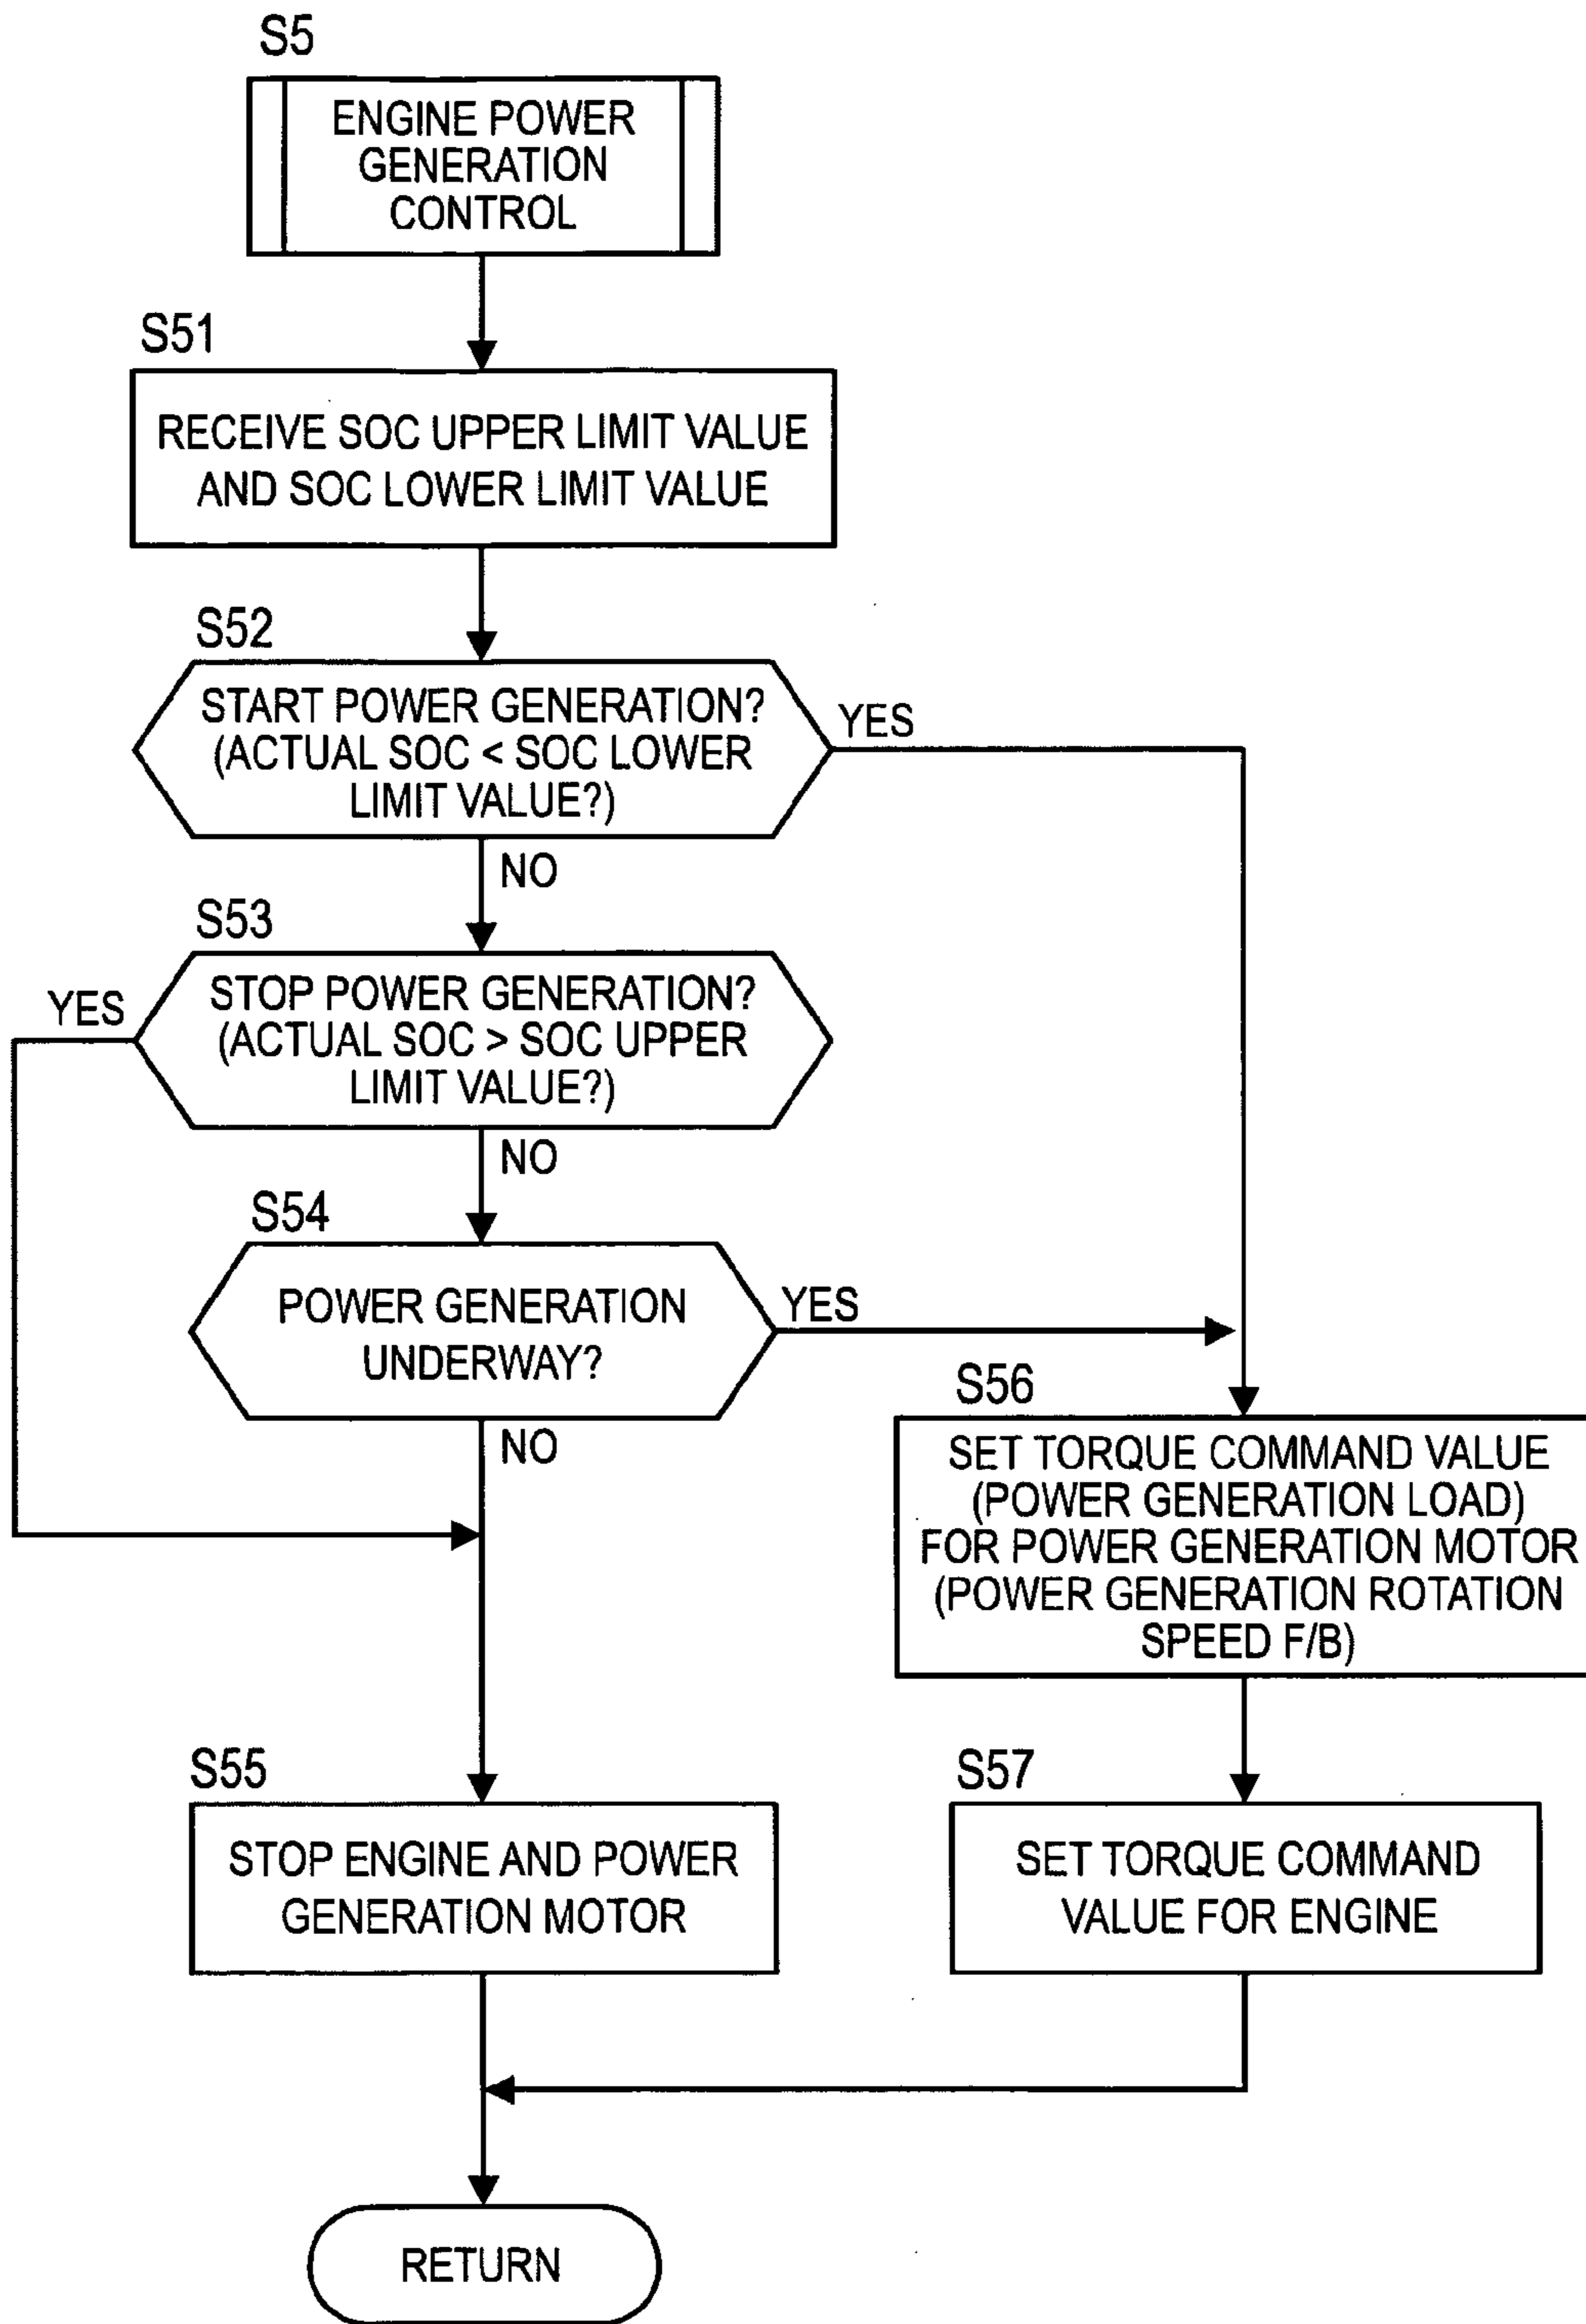 S5
ENGINE POWER
GENERATION
CONTROL
S51
RECEIVE SOC UPPER LIMIT VALUE
AND SOC LOWER LIMIT VALUE
S52
START POWER GENERATION?
(ACTUAL SOC < SOC LOWER
LIMIT VALUE?)
YES
NO
S53
STOP POWER GENERATION?
(ACTUAL SOC > SOC UPPER
LIMIT VALUE?)
YES
NO
S54
POWER GENERATION
UNDERWAY?
YES
NO
S56
SET TORQUE COMMAND VALUE
(POWER GENERATION LOAD)
FOR POWER GENERATION MOTOR
(POWER GENERATION ROTATION
SPEED F/B)
S55
STOP ENGINE AND POWER
GENERATION MOTOR
S57
SET TORQUE COMMAND
VALUE FOR ENGINE
RETURN